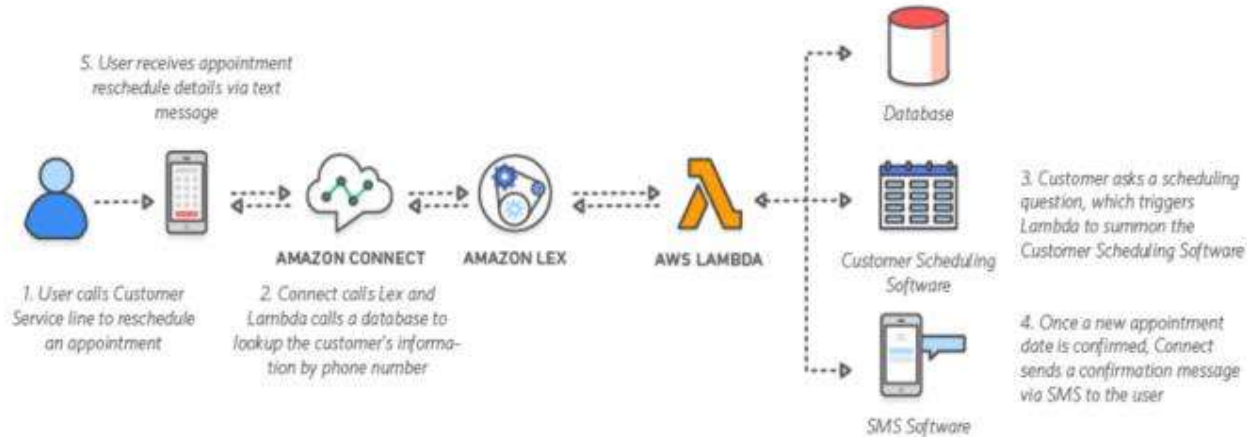 5. User receives appointment
reschedule details via text
message
Database
AMAZON CONNECT
AMAZON LEX
AWS LAMBDA
Customer Scheduling
Software
3. Customer asks a scheduling
question, which triggers
Lambda to summon the
Customer Scheduling Software
1. User calls Customer
Service line to reschedule
an appointment
2. Connect calls Lex and
Lambda calls a database to
lookup the customer's informa-
tion by phone number
4. Once a new appointment
date is confirmed, Connect
sends a confirmation message
via SMS to the user
SMS Software